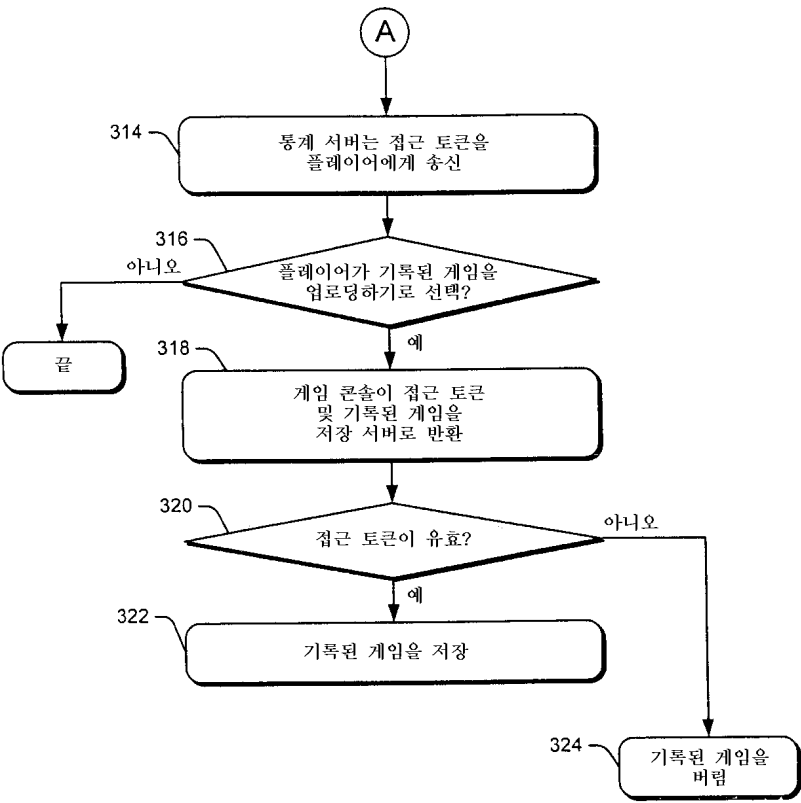 A
314
통계 서버는 접근 토큰을
플레이어에게 송신
316
아니오
플레이어가 기록된 게임을
업로딩하기로 선택?
끝
예
318
게임 콘솔이 접근 토큰
및 기록된 게임을
저장 서버로 반환
320
접근 토큰이 유효?
아니오
예
322
기록된 게임을 저장
324
기록된 게임을
버림